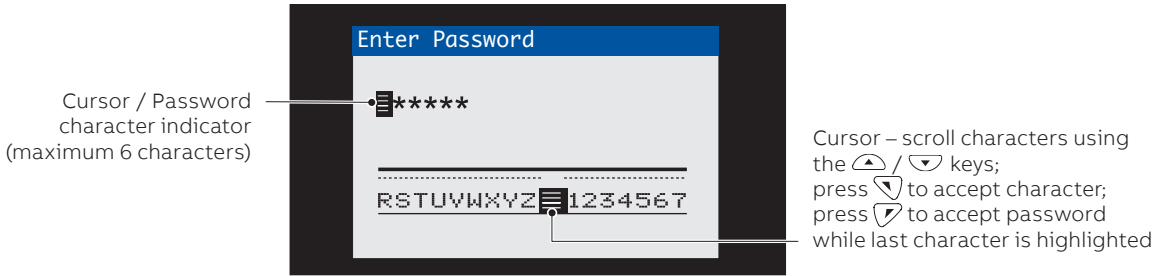 Enter Password
Cursor / Password
character indicator
(maximum 6 characters)
*****
RSTUVWXYZ 1234567
Cursor – scroll characters using
the / keys;
press to accept character;
press to accept password
while last character is highlighted